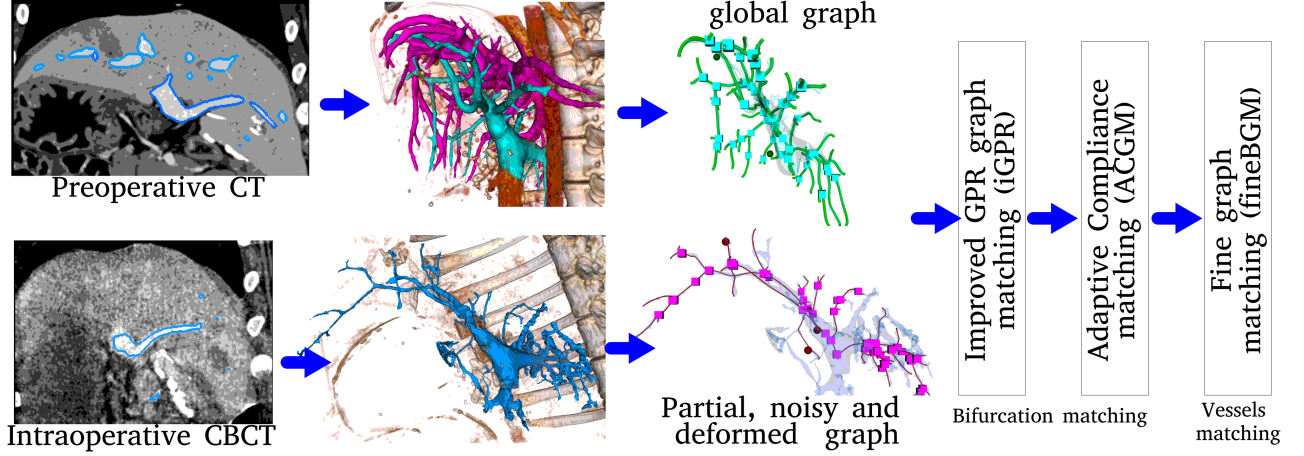 global graph
Preoperative CT
Intraoperative CBCT
Partial, noisy and
deformed graph
Improved GPR graph
matching (iGPR)
Adaptive Compliance
matching (ACGM)
Fine graph
matching (fineBGM)
Bifurcation matching
Vessels
matching